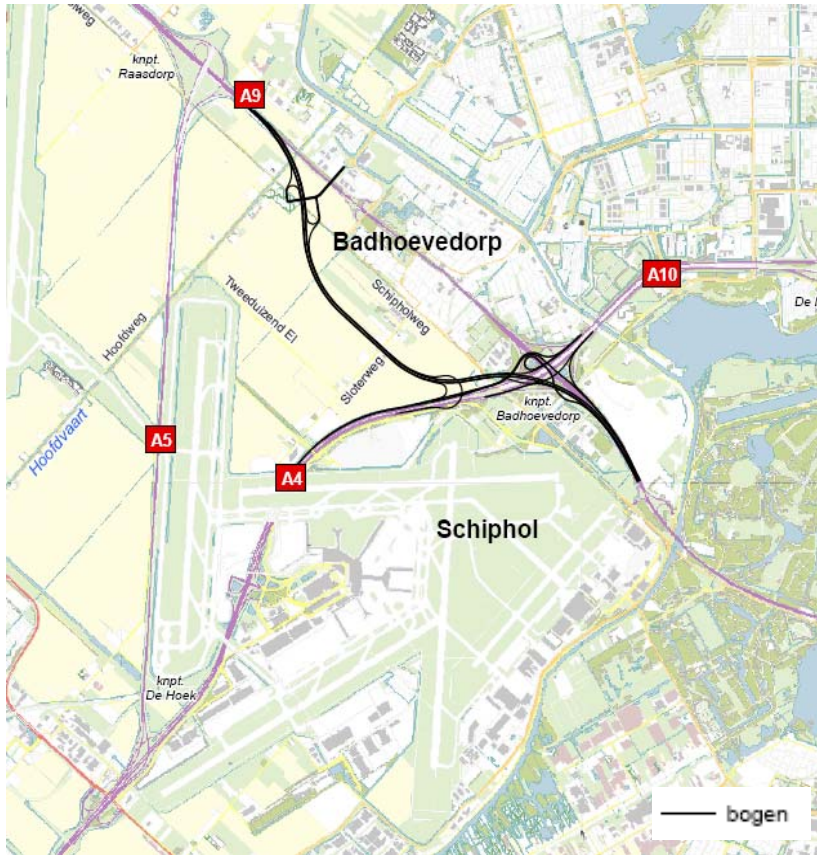 knpt.
Raasdorp
A9
Badhoevedorp
A10
Schipholweg
Tweeduizend El
Hoofdweg
Sloterweg
knpt.
Badhoevedorp
Hoofdvaart
A5
A4
Schiphol
knpt.
De Hoek
bogen